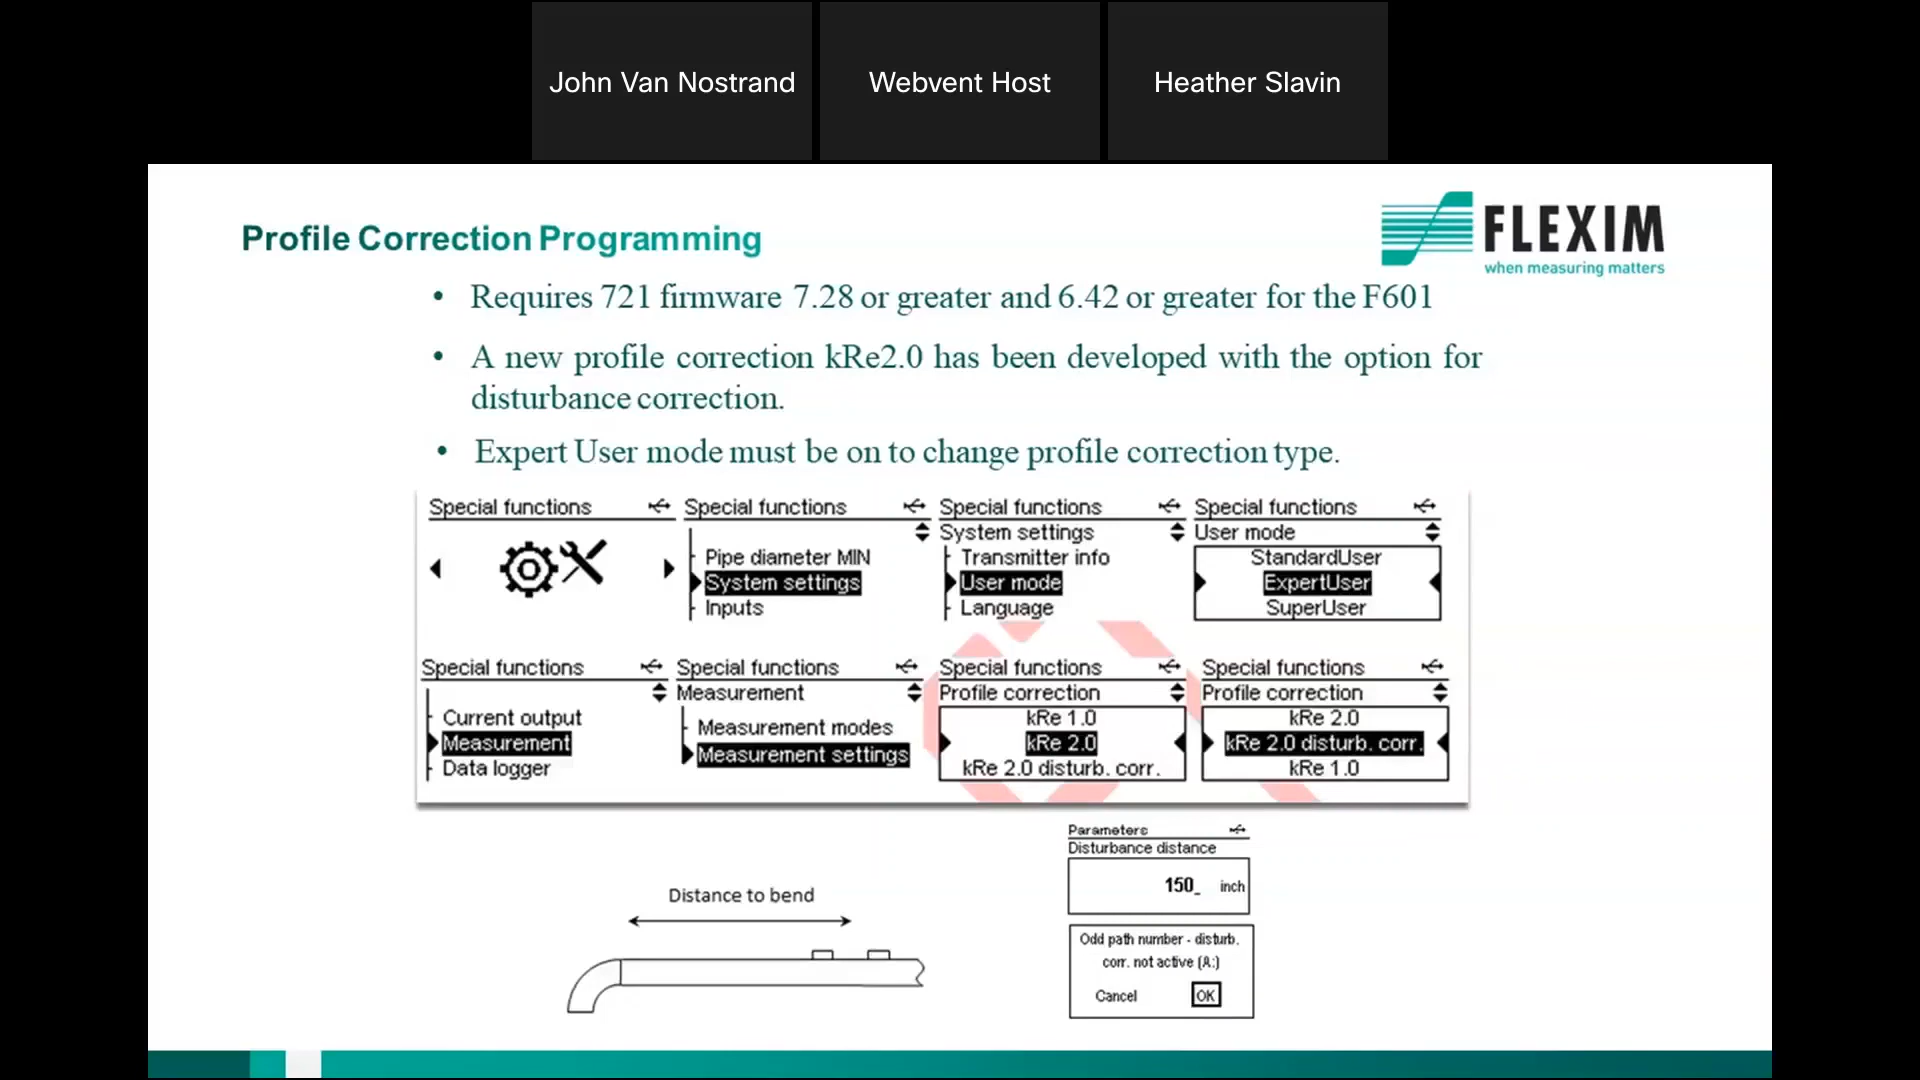 John Van Nostrand
Webvent Host
Heather Slavin
FLEXIM
when measuring matters
Profile Correction Programming
• Requires 721 firmware 7.28 or greater and 6.42 or greater for the F601
• A new profile correction kRe2.0 has been developed with the option for
disturbance correction.
• Expert User mode must be on to change profile correction type.
Special functions
Special functions
Pipe diameter MIN
System settings
Inputs
Special functions
System settings
Transmitter info
User mode
Language
Special functions
User mode
StandardUser
ExpertUser
SuperUser
Special functions
Current output
Measurement
Data logger
Special functions
Measurement
Measurement modes
Measurement settings
Special functions
Profile correction
kRe 1.0
kRe 2.0
kRe 2.0 disturb. corr.
Special functions
Profile correction
kRe 2.0
kRe 2.0 disturb. corr.
kRe 1.0
Distance to bend
Parameters
Disturbance distance
150_ inch
Odd path number - disturb.
corr. not active (A:)
Cancel OK